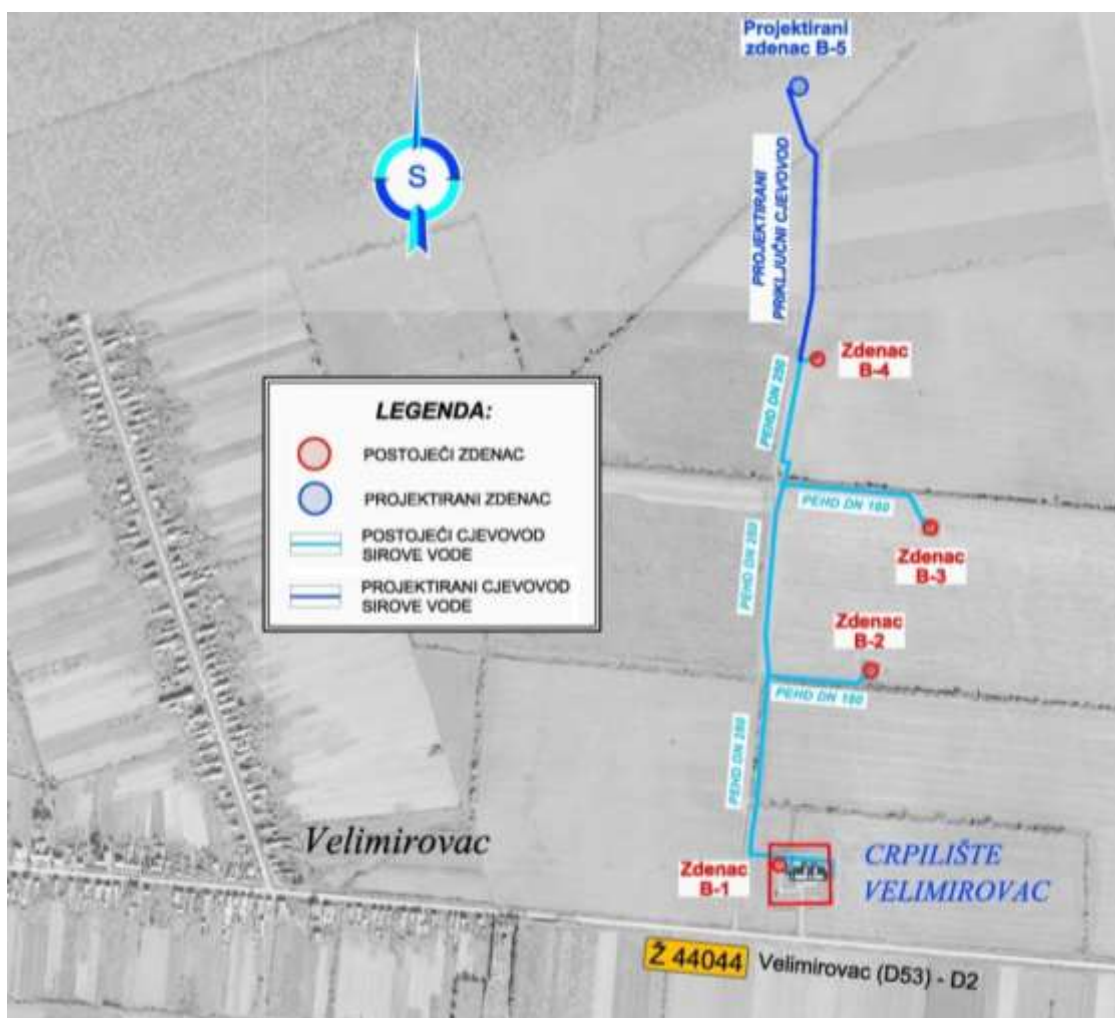 Projektirani
zdenac B-5
S
PROJEKTIRANI
PRIKLJUČNI CJEVOVOD
Zdenac
B-4
PEHD DN 250
LEGENDA:
POSTOJEČI ZDENAC
PROJEKTIRANI ZDENAC
POSTOJEČI CJEVOVOD
SIROVE VODE
PROJEKTIRANI CJEVOVOD
SIROVE VODE
PEHD DN 180
Zdenac
B-3
PEHD DN 250
Zdenac
B-2
PEHD DN 180
PEHD DN 250
Velimirovac
Zdenac
B-1
CRPILIŠTE
VELIMIROVAC
Ž 44044 Velimirovac (D53) - D2